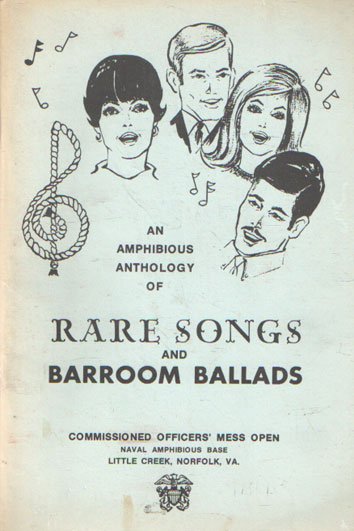 AN
AMPHIBIOUS
ANTHOLOGY
OF
RARE SONGS
AND
BARROOM BALLADS
COMMISSIONED OFFICERS' MESS OPEN
NAVAL AMPHIBIOUS BASE
LITTLE CREEK, NORFOLK, VA.